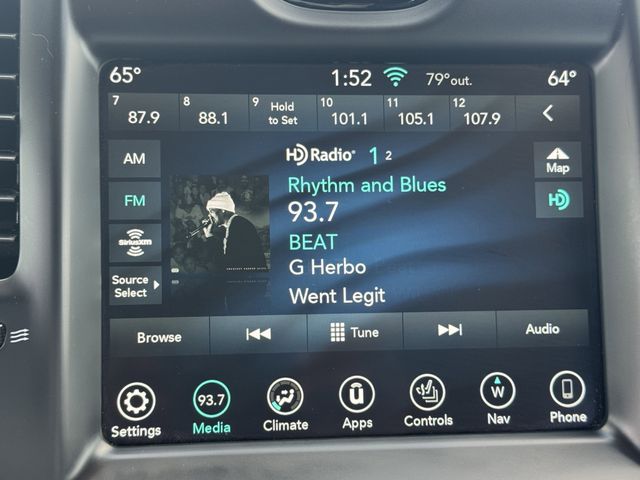 65° 1:52 79°out. 64°
7 87.9 8 88.1 9 Hold to Set 10 101.1 11 105.1 12 107.9 <
AM HD Radio® 1 2 Map
FM Rhythm and Blues HD
93.7
SiriusXM BEAT
G Herbo
Source Select Went Legit
Browse Tune Audio
93.7 W
Settings Media Climate Apps Controls Nav Phone